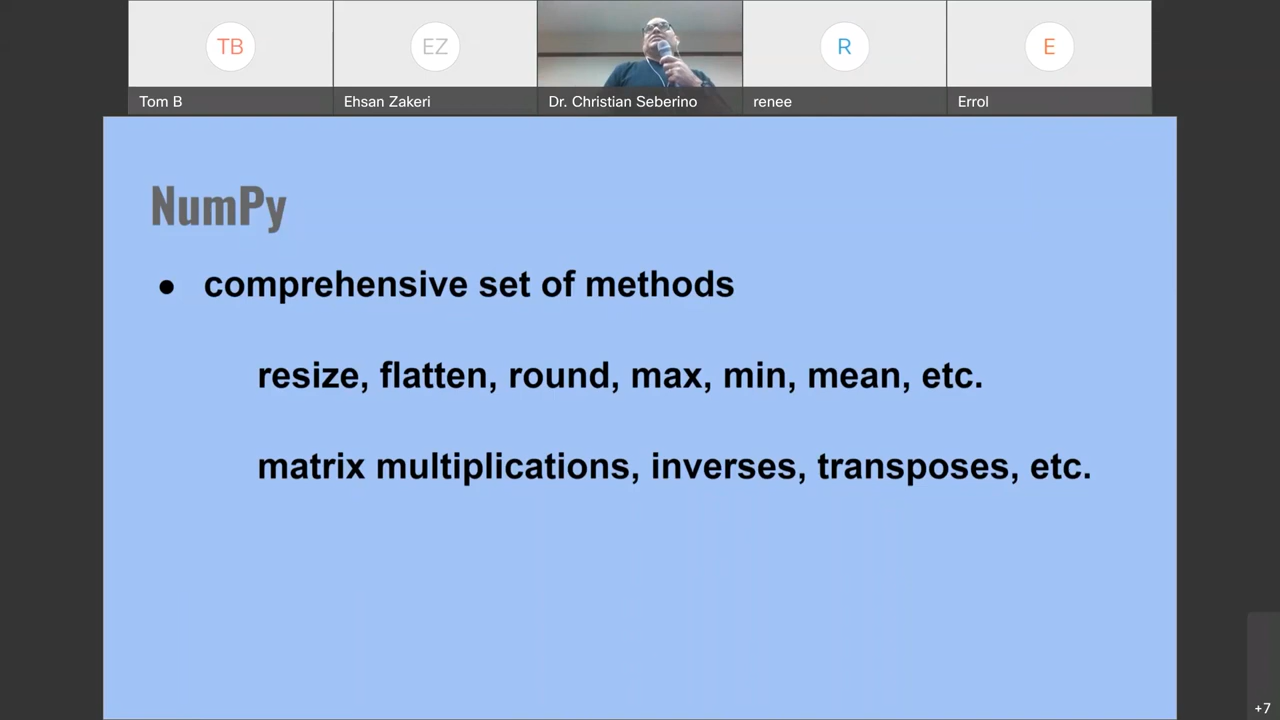 TB
EZ
R
E
Tom B
Ehsan Zakeri
Dr. Christian Seberino
renee
Errol
NumPy
● comprehensive set of methods
resize, flatten, round, max, min, mean, etc.
matrix multiplications, inverses, transposes, etc.
+7